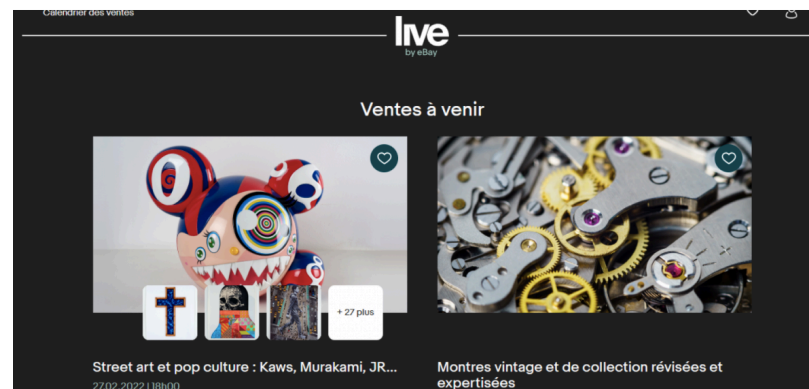 Calendrier des ventes
live
by eBay
Ventes à venir
+ 27 plus
Street art et pop culture : Kaws, Murakami, JR...
27.02.2022 | 18h00
Montres vintage et de collection révisées et
expertisées